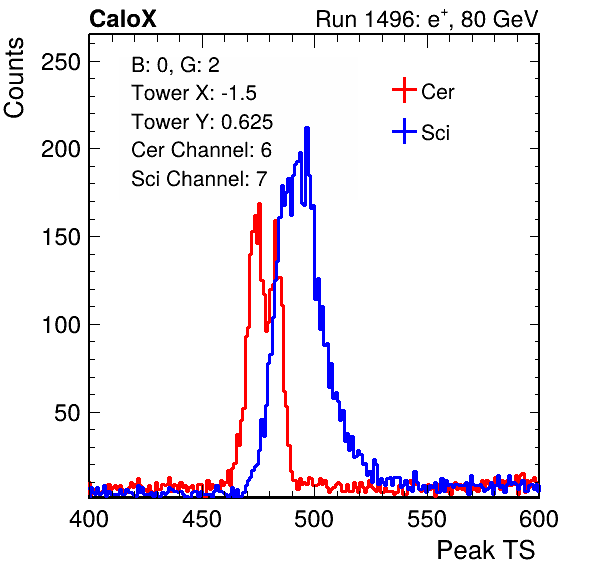 CaloX Run 1496: e⁺, 80 GeV
B: 0, G: 2
Tower X: -1.5
Tower Y: 0.625
Cer Channel: 6
Sci Channel: 7
Cer
Sci
Counts
250
200
150
100
50
400 450 500 550 600
Peak TS